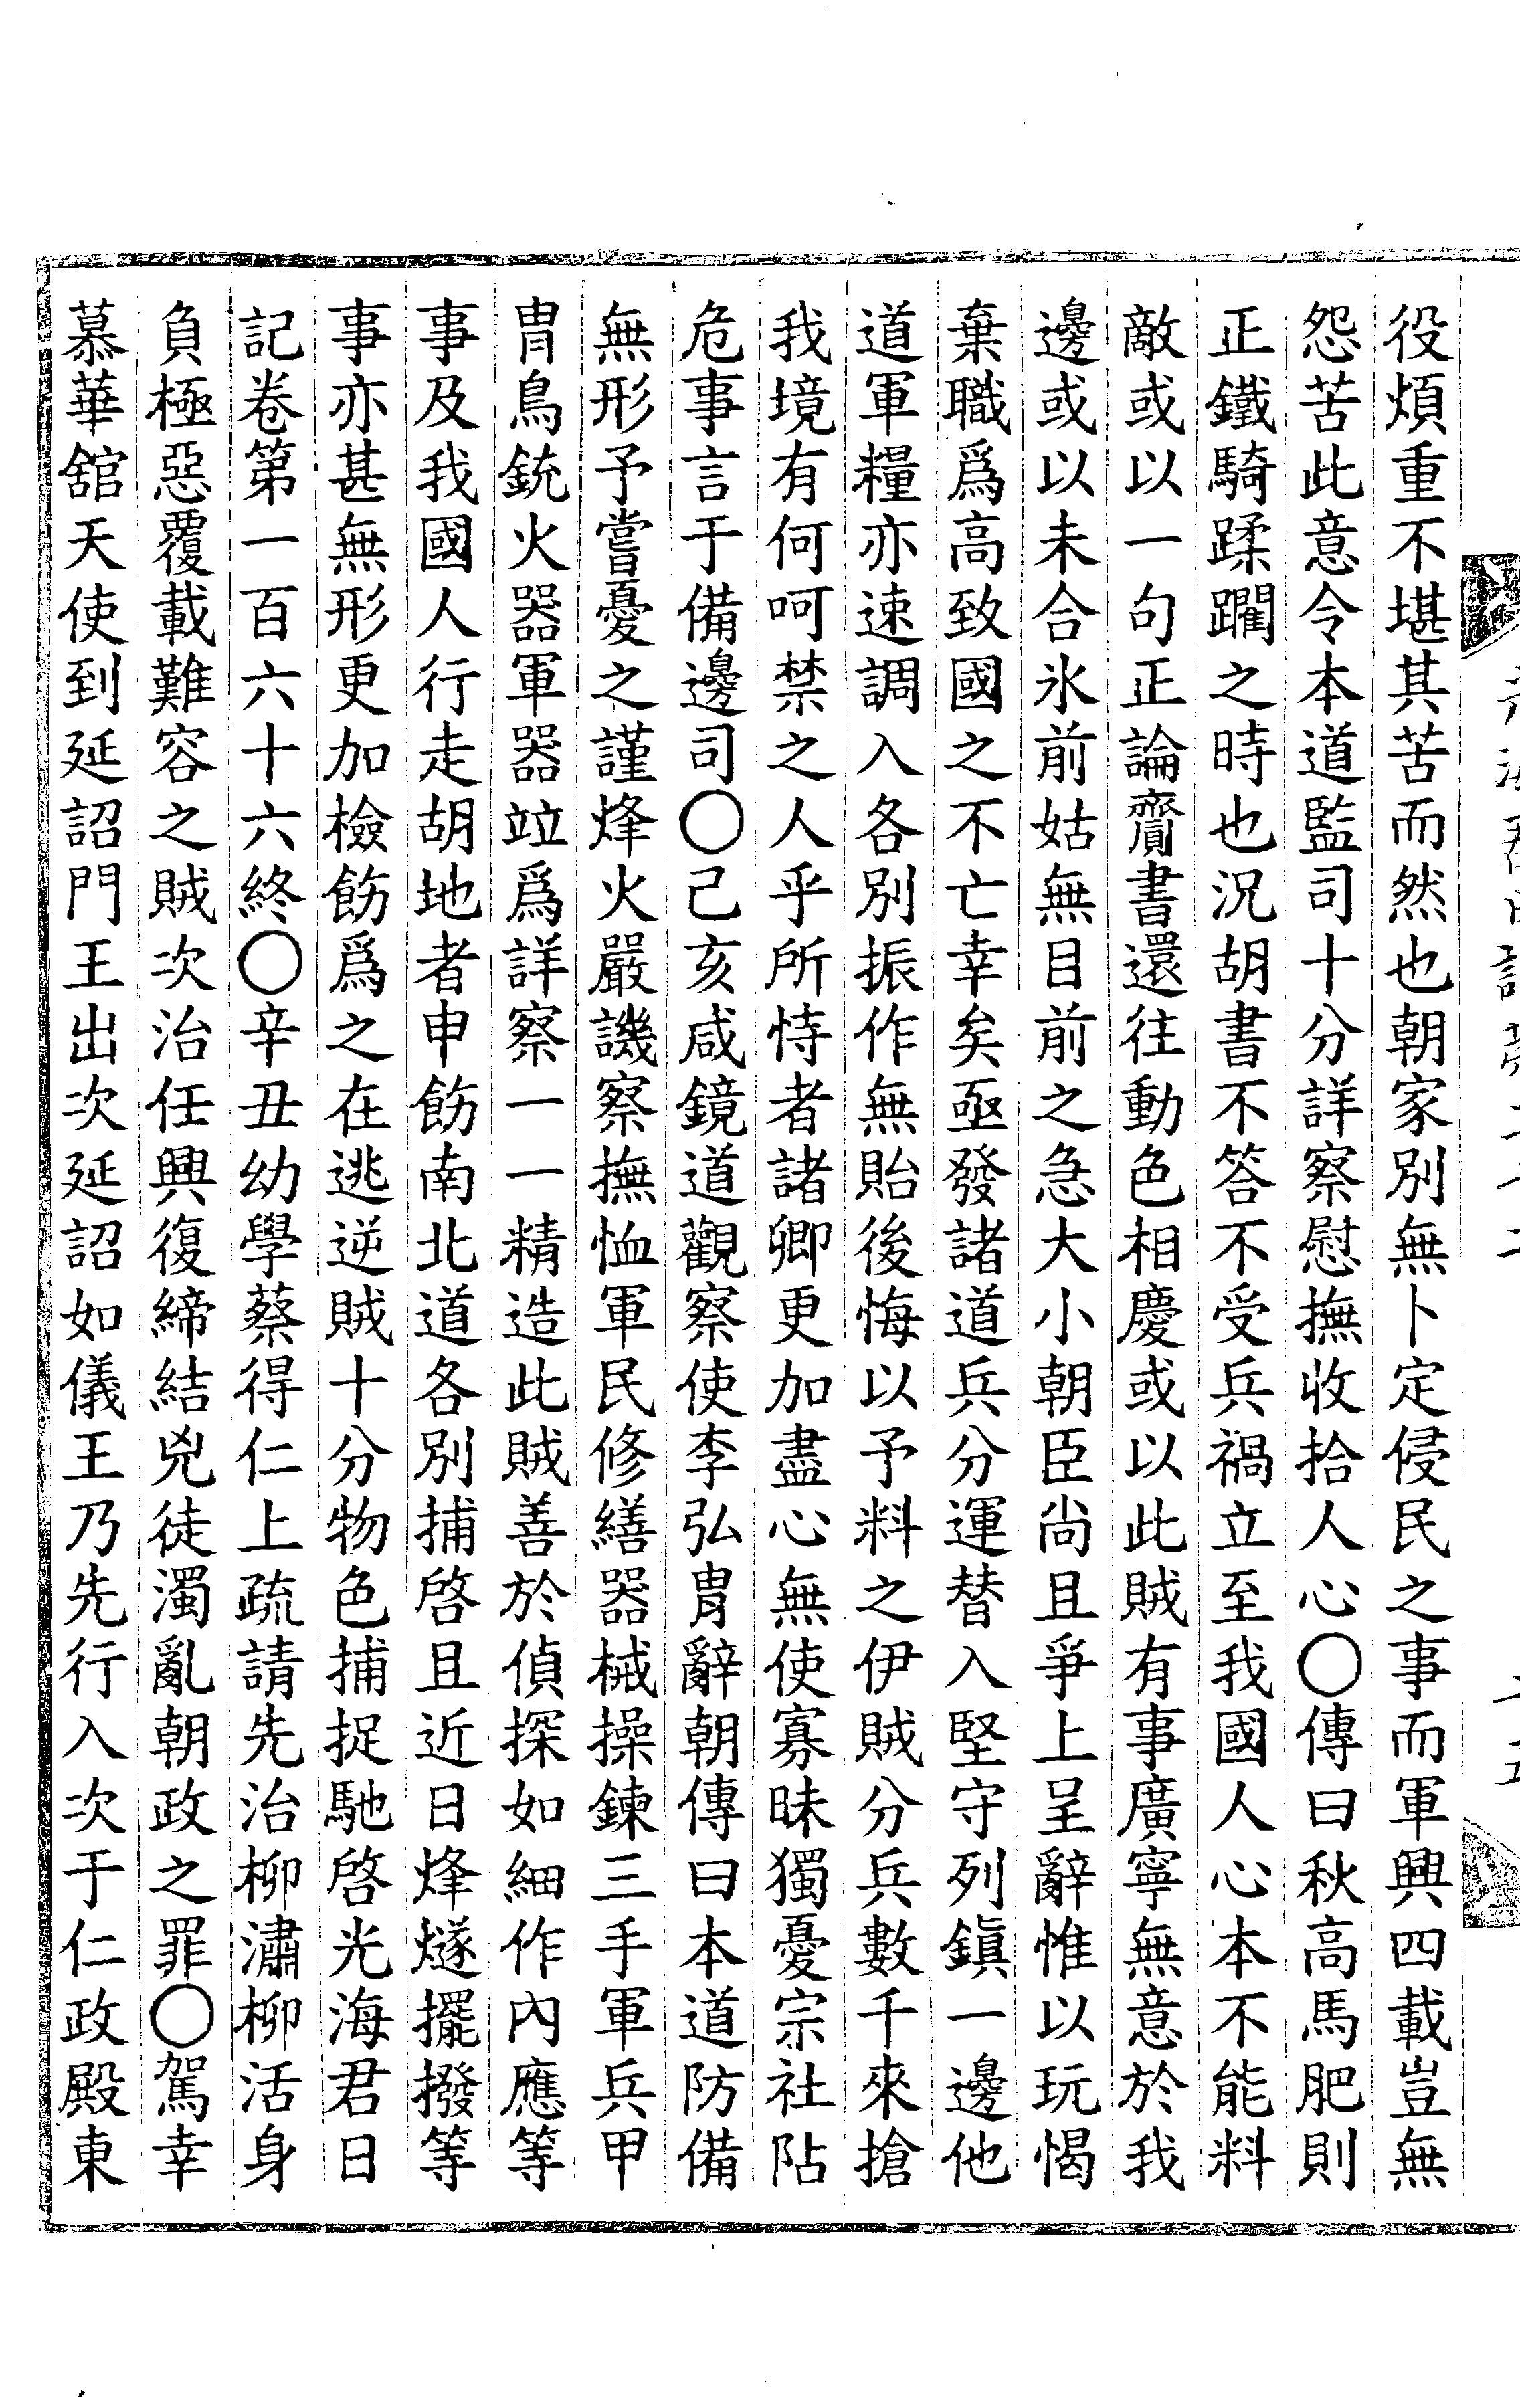 役煩重不堪其苦而然也朝家別無卜定侵民之事而軍興四載豈無
怨苦此意令本道監司十分詳察慰撫收拾人心〇傳曰秋高馬肥則
正鐵騎蹂躪之時也況胡書不答不受兵禍立至我國人心本不能料
敵或以一句正論齎書還往動色相慶或以此賊有事廣寧無意於我
邊或以未合氷前姑無目前之急大小朝臣尙且爭上呈辭惟以玩愒
棄職爲高致國之不亡幸矣亟發諸道兵分運替入堅守列鎭一邊他
道軍糧亦速調入各別振作無貽後悔以予料之伊賊分兵數千來搶
我境有何呵禁之人乎所恃者諸卿更加盡心無使寡昧獨憂宗社阽
危事言于備邊司〇己亥咸鏡道觀察使李弘冑辭朝傳曰本道防備
無形予嘗憂之謹烽火嚴譏察撫恤軍民修繕器械操鍊三手軍兵甲
冑鳥銃火器軍器竝爲詳察一一精造此賊善於偵探如細作內應等
事及我國人行走胡地者申飭南北道各別捕啓且近日烽燧擺撥等
事亦甚無形更加檢飭爲之在逃逆賊十分物色捕捉馳啓光海君日
記卷第一百六十六終〇辛丑幼學蔡得仁上疏請先治柳潚柳活身
負極惡覆載難容之賊次治任興復締結兇徒濁亂朝政之罪〇駕幸
慕華舘天使到延詔門王出次延詔如儀王乃先行入次于仁政殿東